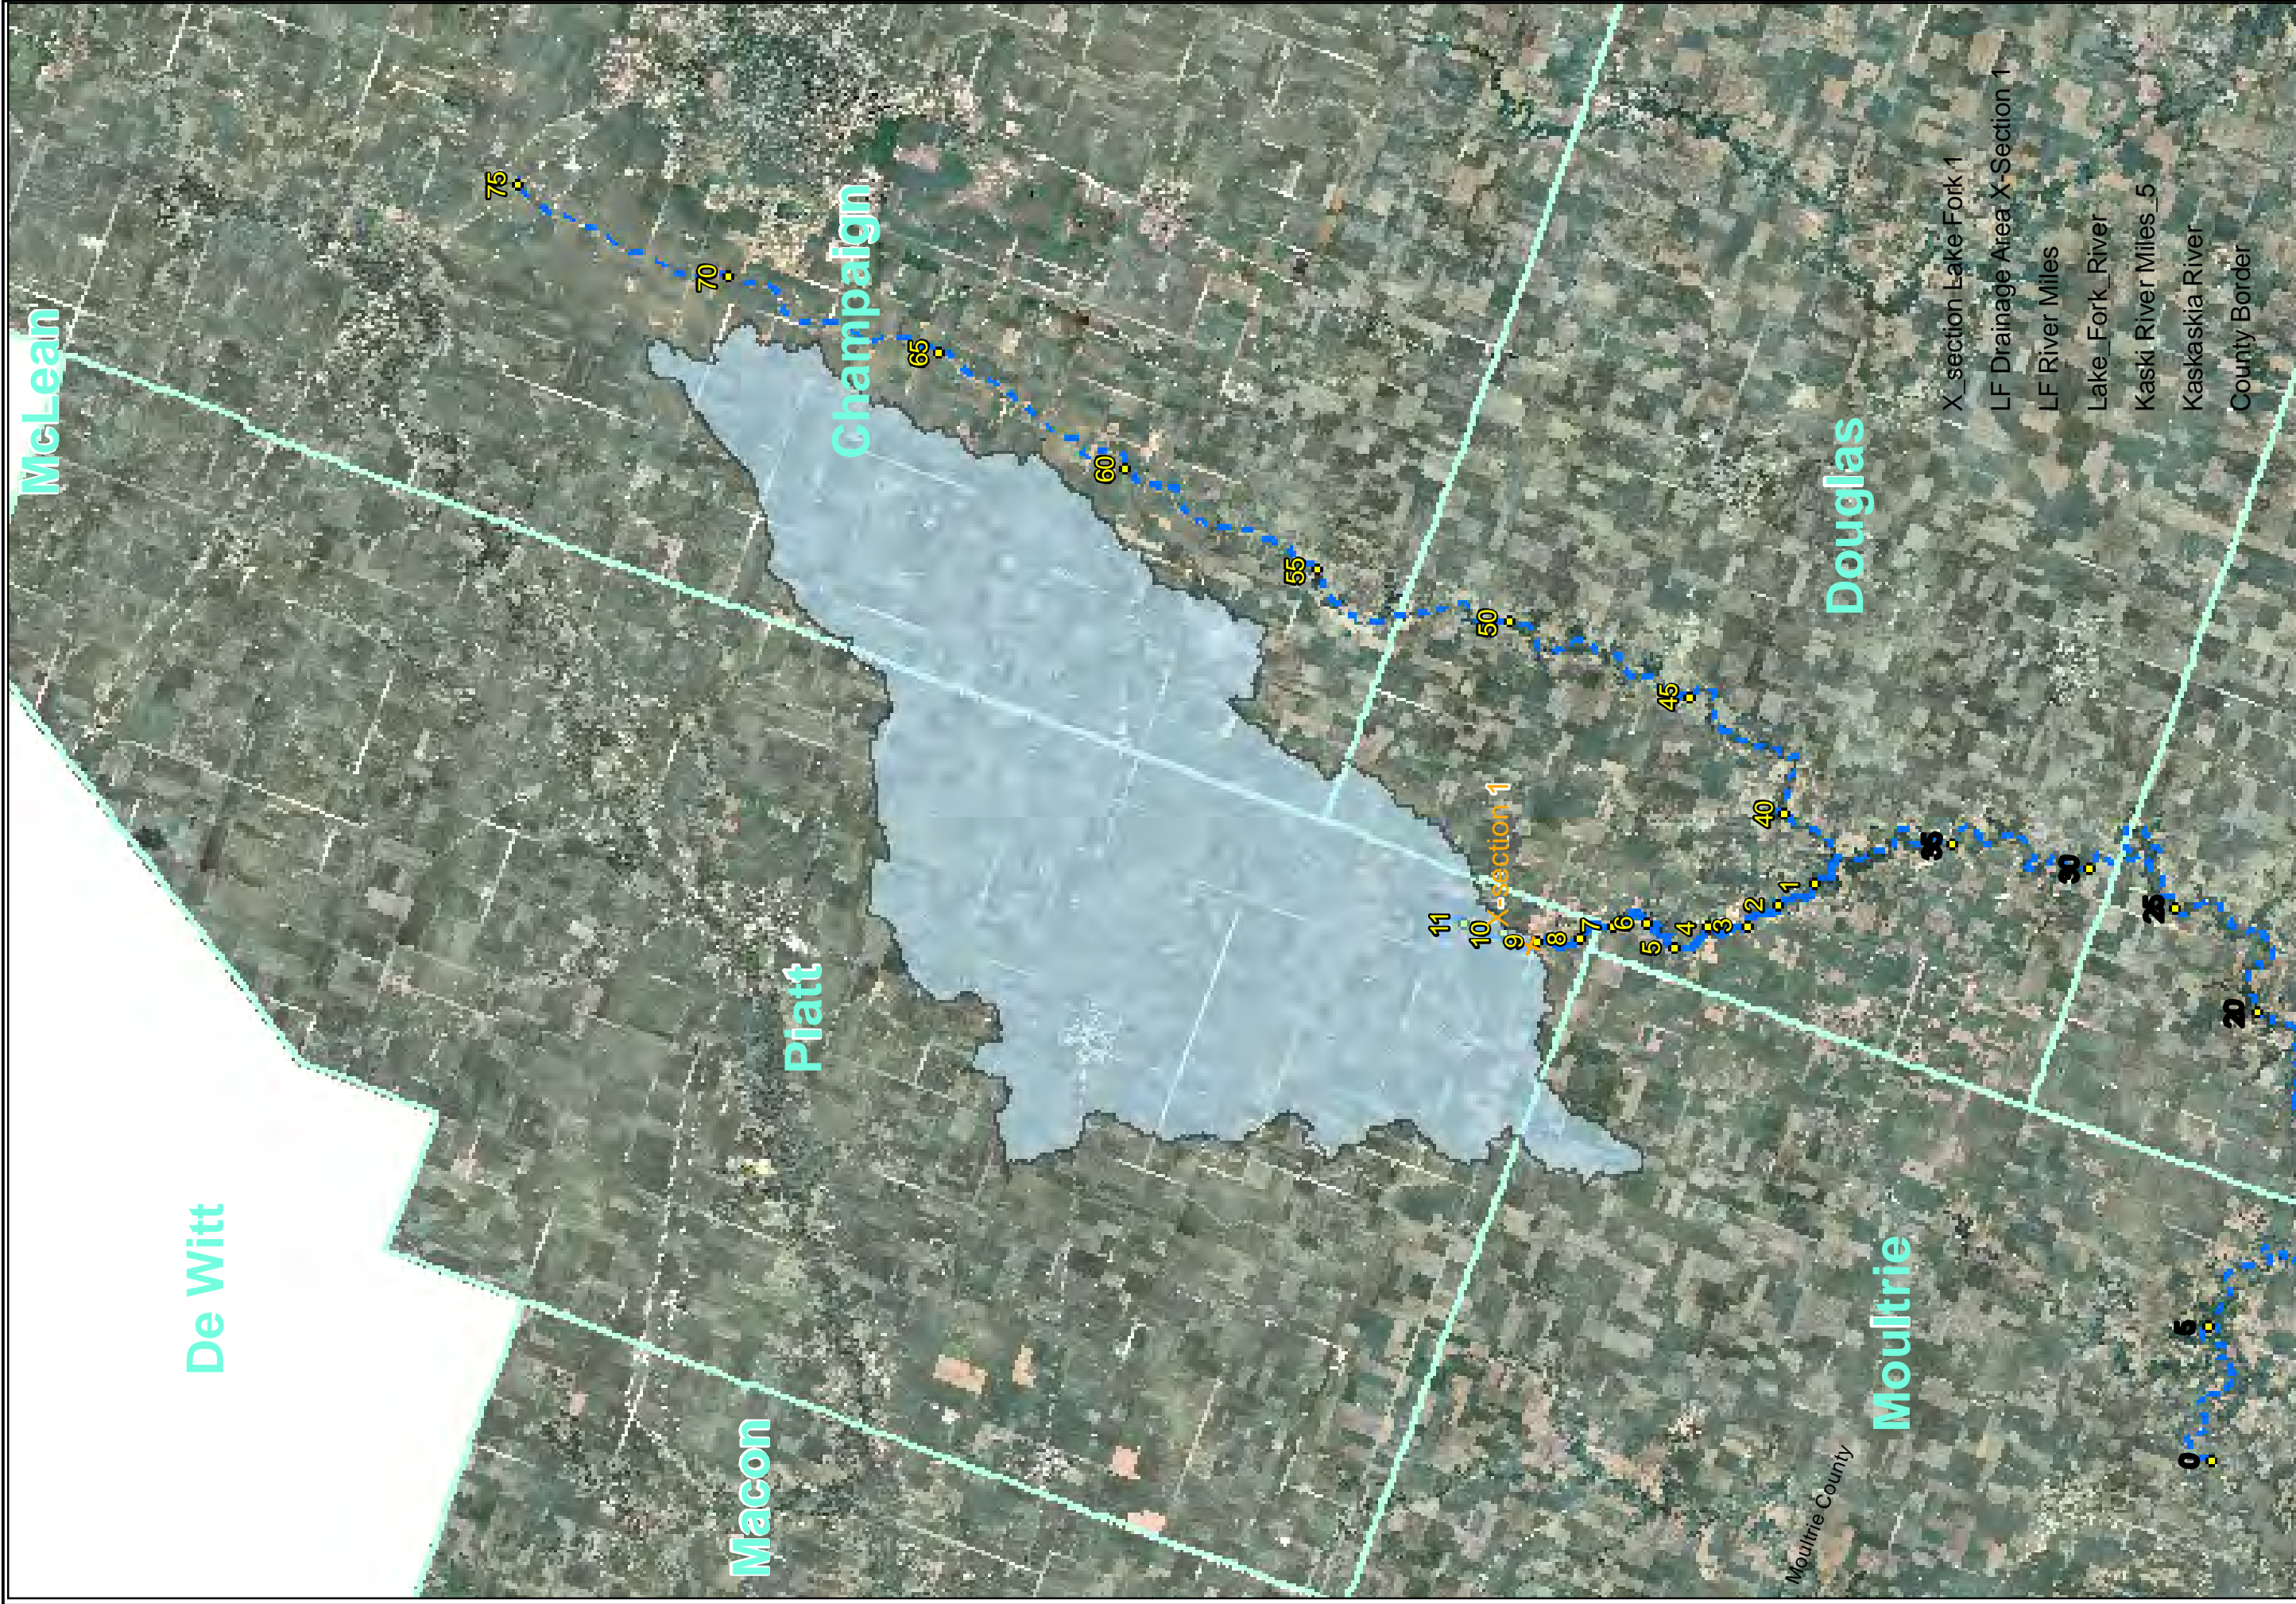 McLean
De Witt
Champaign
Piatt
Macon
Douglas
Moultrie
Moultrie County
X-section 1
75
70
65
60
55
50
45
40
35
30
25
20
5
0
11
10
9
8
7
6
5
4
3
2
1
X_section Lake Fork 1
LF Drainage Area X-Section 1
LF River Miles
Lake_Fork_River
Kaski River Miles_5
Kaskaskia River
County Border